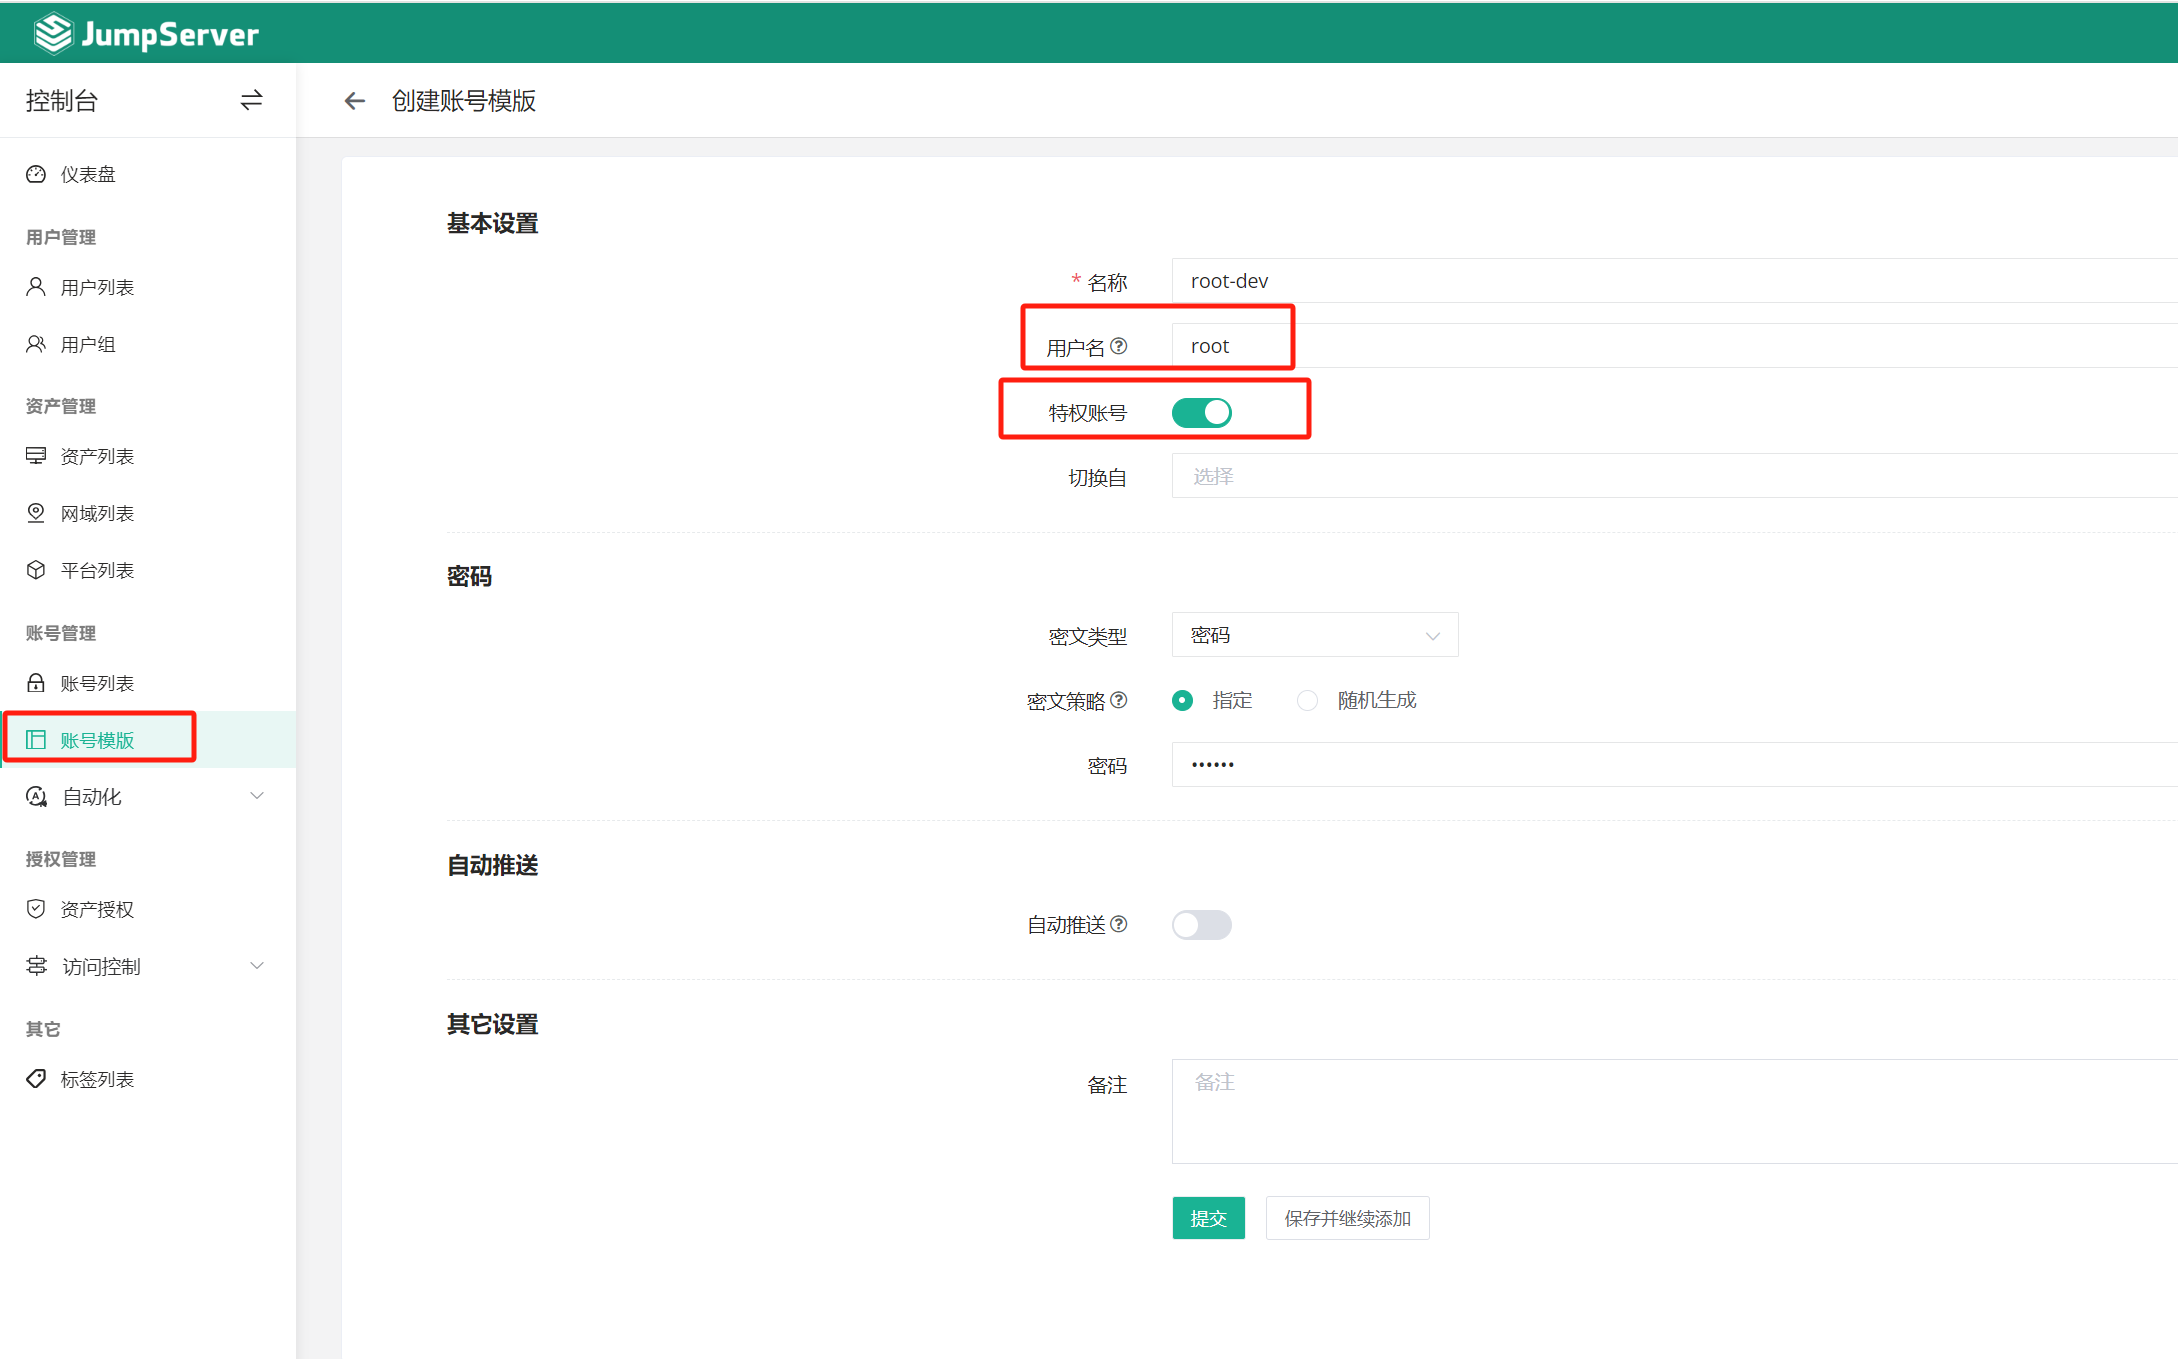 JumpServer
控制台
创建账号模版
仪表盘
用户管理
用户列表
用户组
资产管理
资产列表
网域列表
平台列表
账号管理
账号列表
账号模版
自动化
授权管理
资产授权
访问控制
其它
标签列表
基本设置
* 名称 root-dev
用户名 root
特权账号
切换自 选择
密码
密文类型 密码
密文策略 指定 随机生成
密码 ••••••
自动推送
自动推送
其它设置
备注 备注
提交 保存并继续添加